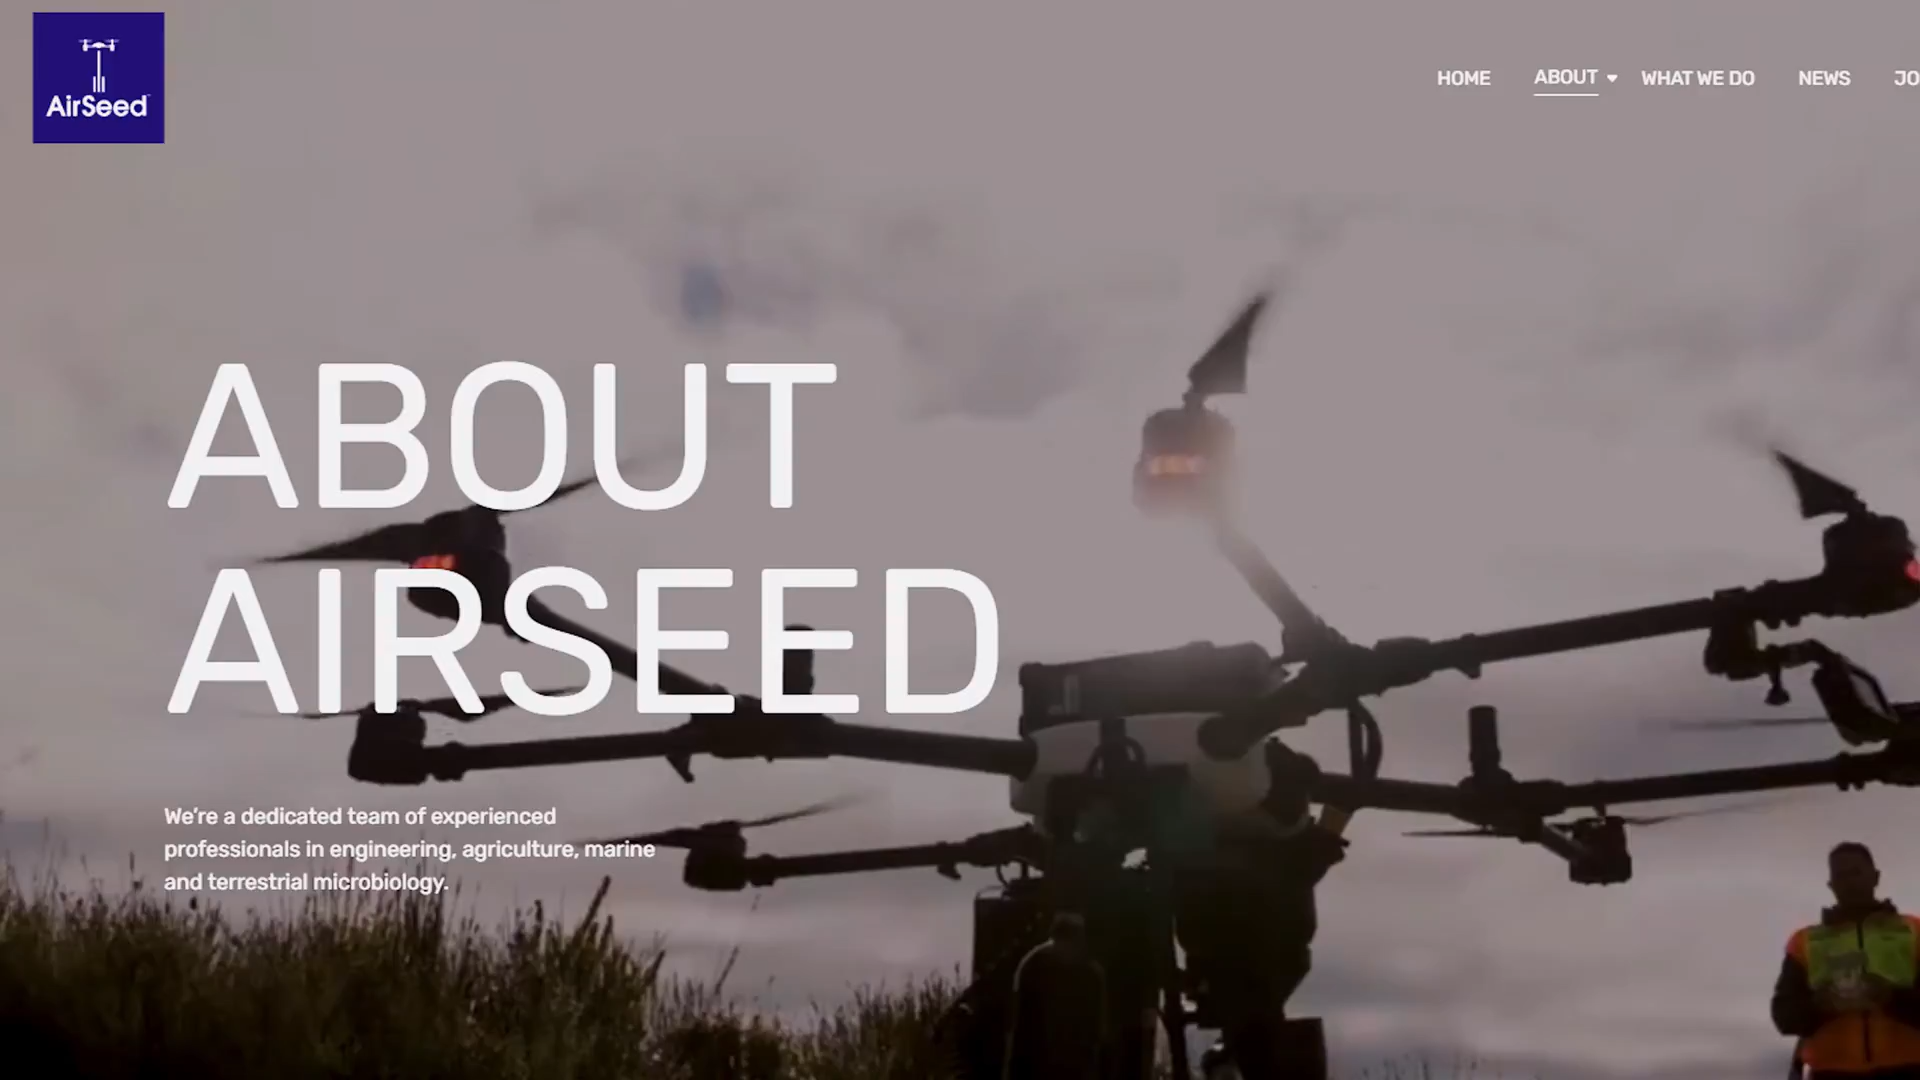 AirSeed
HOME
ABOUT
WHAT WE DO
NEWS
JO
ABOUT
AIRSEED
We're a dedicated team of experienced
professionals in engineering, agriculture, marine
and terrestrial microbiology.